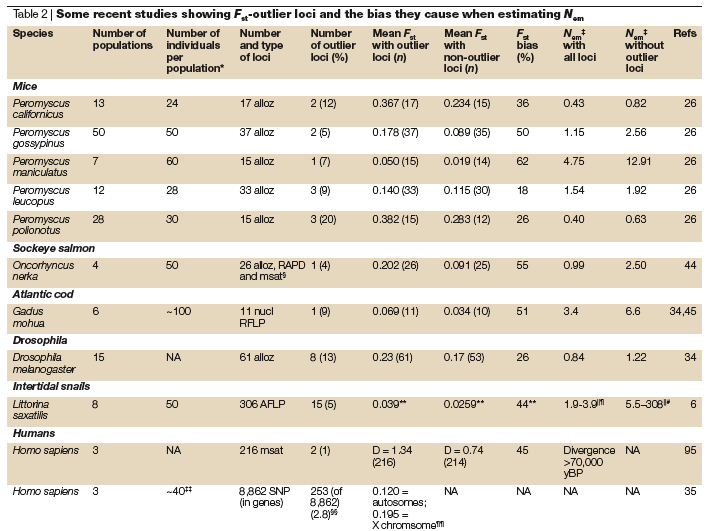 Table 2 | Some recent studies showing Fst-outlier loci and the bias they cause when estimating Nem
Species Number of populations Number of individuals per population* Number and type of loci Number of outlier loci (%) Mean Fst with outlier loci (n) Mean Fst with non-outlier loci (n) Fst bias (%) Nem‡ with all loci Nem‡ without outlier loci Refs
Mice
Peromyscus californicus 13 24 17 alloz 2 (12) 0.367 (17) 0.234 (15) 36 0.43 0.82 26
Peromyscus gossypinus 50 50 37 alloz 2 (5) 0.178 (37) 0.089 (35) 50 1.15 2.56 26
Peromyscus maniculatus 7 60 15 alloz 1 (7) 0.050 (15) 0.019 (14) 62 4.75 12.91 26
Peromyscus leucopus 12 28 33 alloz 3 (9) 0.140 (33) 0.115 (30) 18 1.54 1.92 26
Peromyscus polionotus 28 30 15 alloz 3 (20) 0.382 (15) 0.283 (12) 26 0.40 0.63 26
Sockeye salmon
Oncorhyncus nerka 4 50 26 alloz, RAPD and msat§ 1 (4) 0.202 (26) 0.091 (25) 55 0.99 2.50 44
Atlantic cod
Gadus mohua 6 ~100 11 nucl RFLP 1 (9) 0.069 (11) 0.034 (10) 51 3.4 6.6 34,45
Drosophila
Drosophila melanogaster 15 NA 61 alloz 8 (13) 0.23 (61) 0.17 (53) 26 0.84 1.22 34
Intertidal snails
Littorina saxatilis 8 50 306 AFLP 15 (5) 0.039** 0.0259** 44** 1.9-3.9 5.5–308 6
Humans
Homo sapiens 3 NA 216 msat 2 (1) D = 1.34 (216) D = 0.74 (214) 45 Divergence >70,000 yBP NA 95
Homo sapiens 3 ~40‡‡ 8,862 SNP (in genes) 253 (of 8,862) (2.8)§§ 0.120 = autosomes; 0.195 = X chromsome¶¶ NA NA NA NA 35